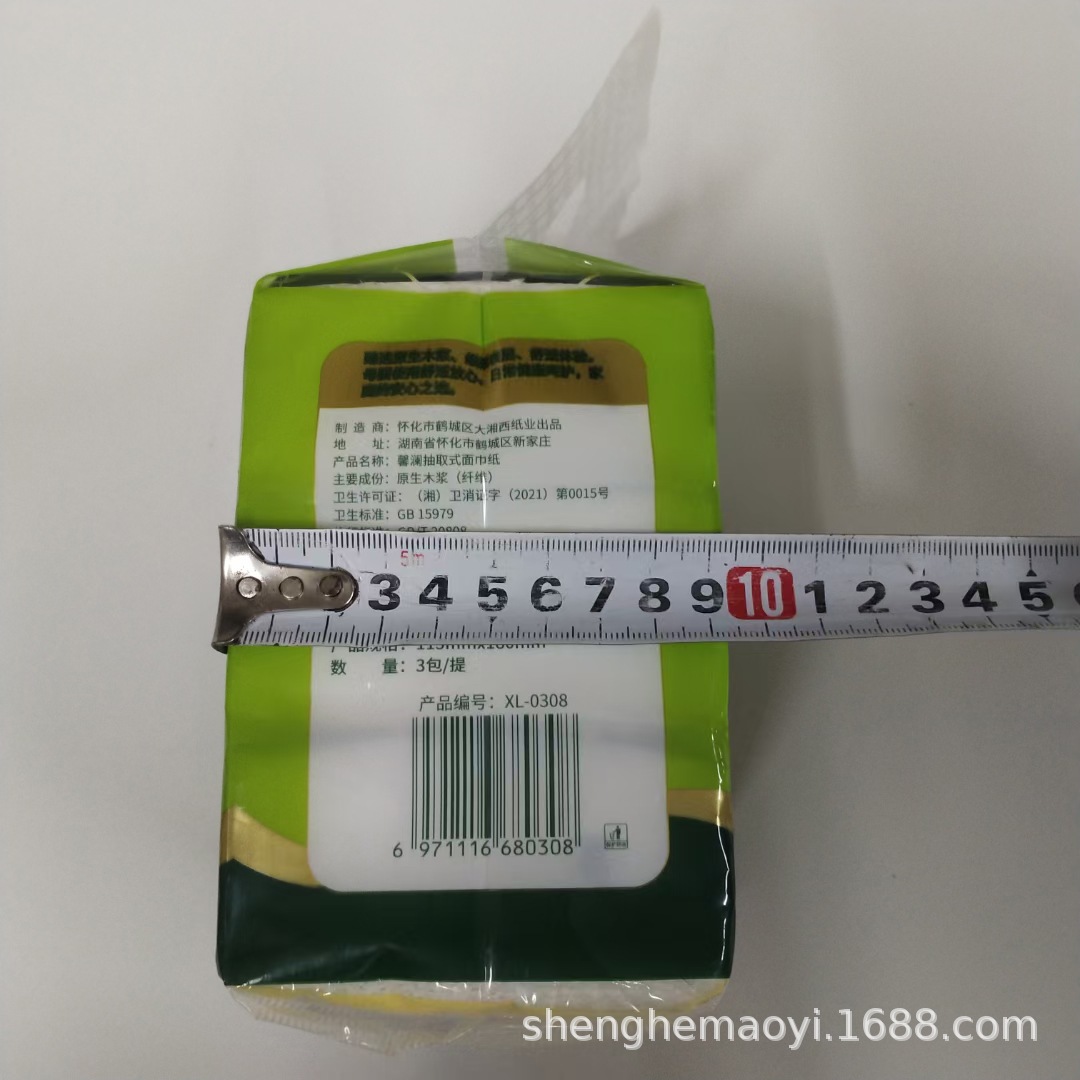 制造商：怀化市鹤城区大湘西纸业出品
地 址：湖南省怀化市鹤城区新家庄
产品名称：馨澜抽取式面巾纸
主要成份：原生木浆（纤维）
卫生许可证：（湘）卫消证字（2021）第0015号
卫生标准：GB 15979
5m
3 4 5 6 7 8 9 10 1 2 3 4 5
数 量：3包/提
产品编号：XL-0308
6 971116 680308
shenghemaoyi.1688.com